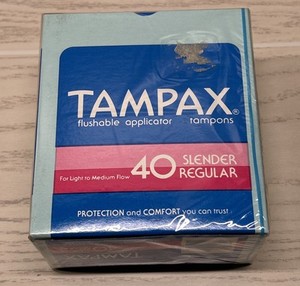 TAMPAX®
flushable applicator tampons
For Light to Medium Flow 40 SLENDER REGULAR
PROTECTION and COMFORT you can trust